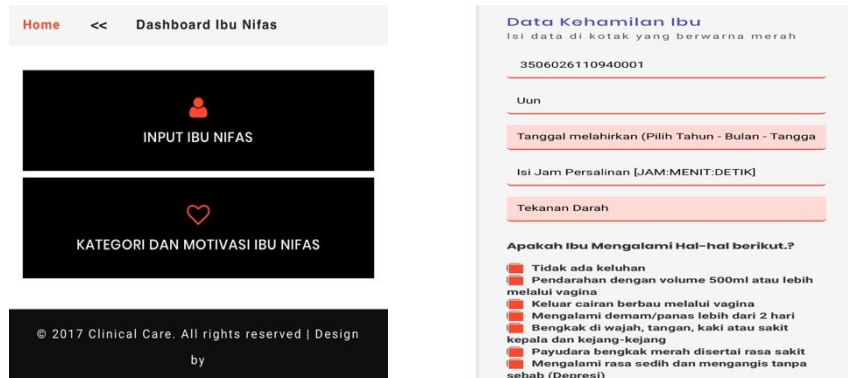 Home << Dashboard Ibu Nifas
INPUT IBU NIFAS
KATEGORI DAN MOTIVASI IBU NIFAS
© 2017 Clinical Care. All rights reserved | Design
by
Data Kehamilan Ibu
Isi data di kotak yang berwarna merah
3506026110940001
Uun
Tanggal melahirkan (Pilih Tahun - Bulan - Tangga
Isi Jam Persalinan [JAM:MENIT:DETIK]
Tekanan Darah
Apakah Ibu Mengalami Hal-hal berikut.?
Tidak ada keluhan
Pendarahan dengan volume 500ml atau lebih
melalui vagina
Keluar cairan berbau melalui vagina
Mengalami demam/panas lebih dari 2 hari
Bengkak di wajah, tangan, kaki atau sakit
kepala dan kejang-kejang
Payudara bengkak merah disertai rasa sakit
Mengalami rasa sedih dan mengangis tanpa
sebab (Depresi)